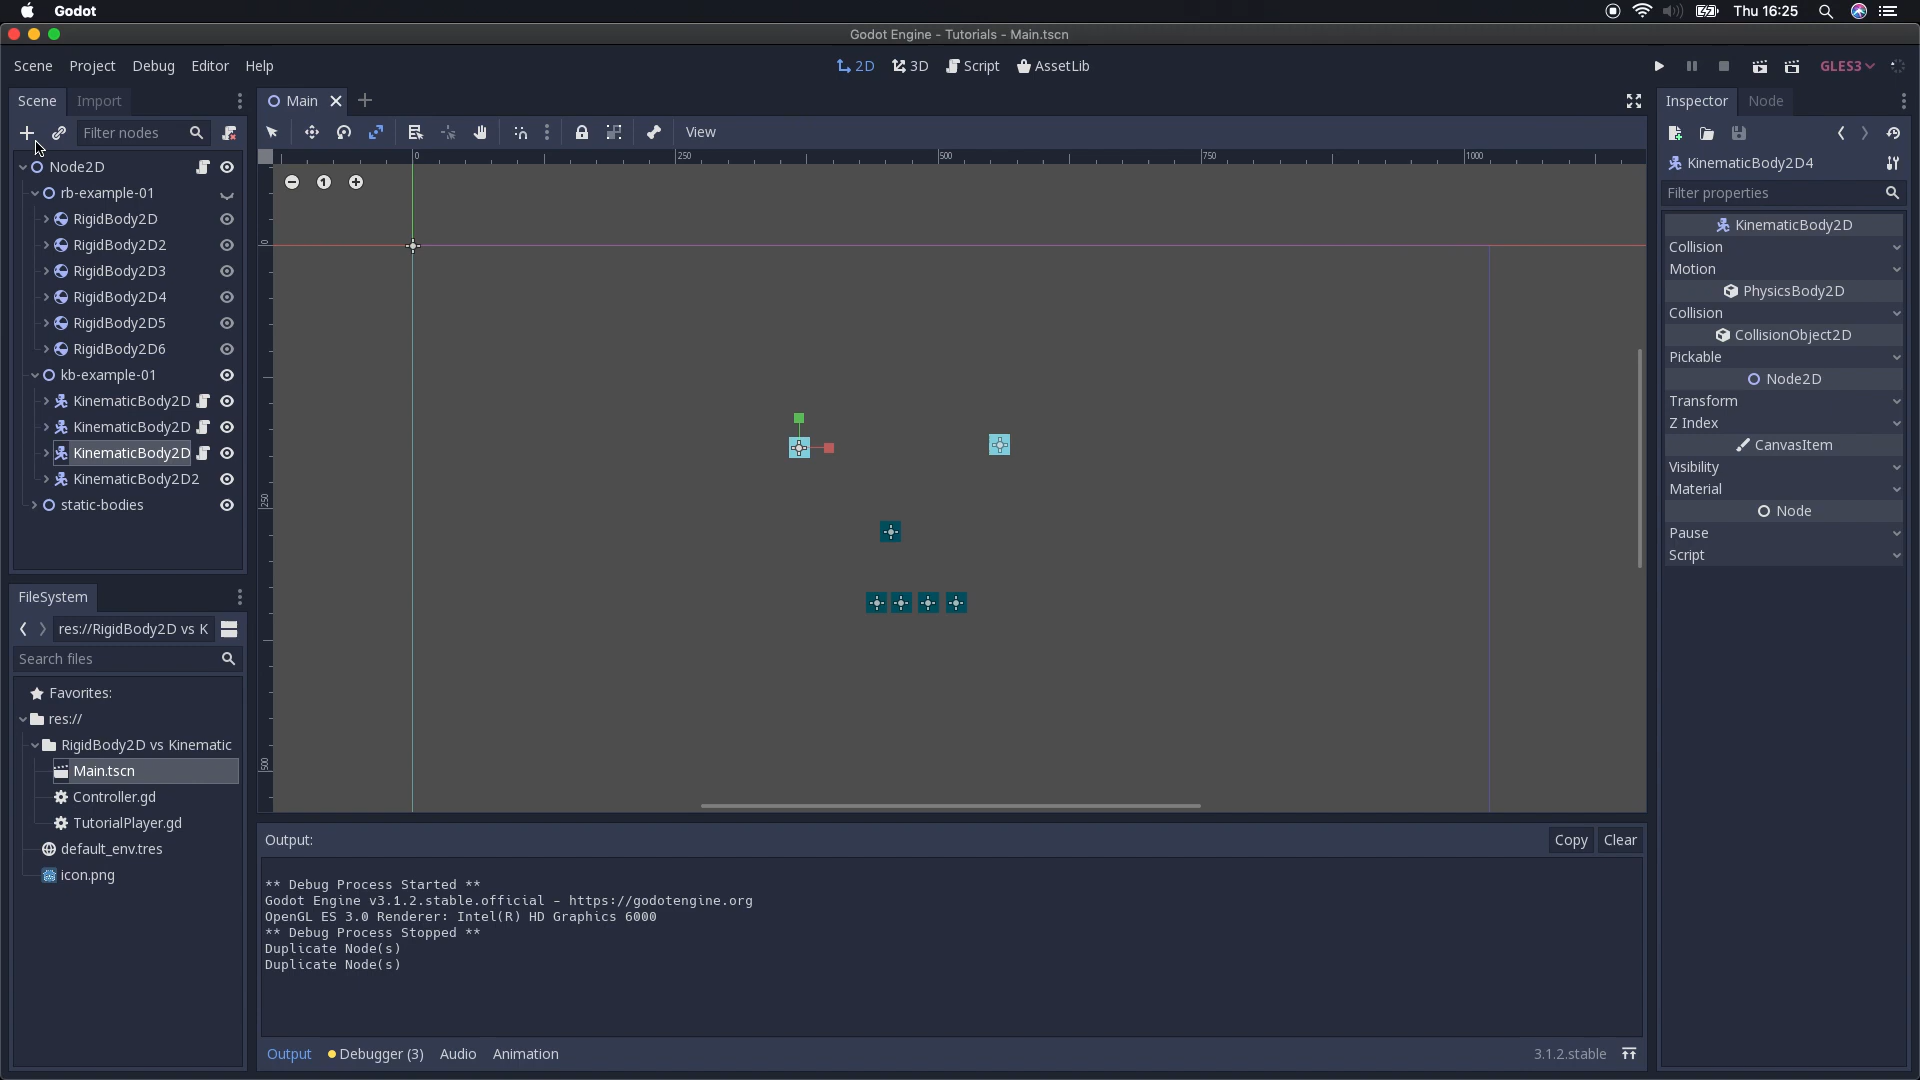 Godot
Thu 16:25
Godot Engine - Tutorials - Main.tscn
Scene Project Debug Editor Help
2D 3D Script AssetLib
GLES3
Scene Import
Filter nodes
Node2D
rb-example-01
RigidBody2D
RigidBody2D2
RigidBody2D3
RigidBody2D4
RigidBody2D5
RigidBody2D6
kb-example-01
KinematicBody2D
KinematicBody2D
KinematicBody2D
KinematicBody2D2
static-bodies
FileSystem
res://RigidBody2D vs K
Search files
Favorites:
res://
RigidBody2D vs Kinematic
Main.tscn
Controller.gd
TutorialPlayer.gd
default_env.tres
icon.png
Main
View
0 250 500 750 1000
1
0
250
500
Output:
Copy Clear
** Debug Process Started **
Godot Engine v3.1.2.stable.official - https://godotengine.org
OpenGL ES 3.0 Renderer: Intel(R) HD Graphics 6000
** Debug Process Stopped **
Duplicate Node(s)
Duplicate Node(s)
Output Debugger (3) Audio Animation
3.1.2.stable
Inspector Node
KinematicBody2D4
Filter properties
KinematicBody2D
Collision
Motion
PhysicsBody2D
Collision
CollisionObject2D
Pickable
Node2D
Transform
Z Index
CanvasItem
Visibility
Material
Node
Pause
Script